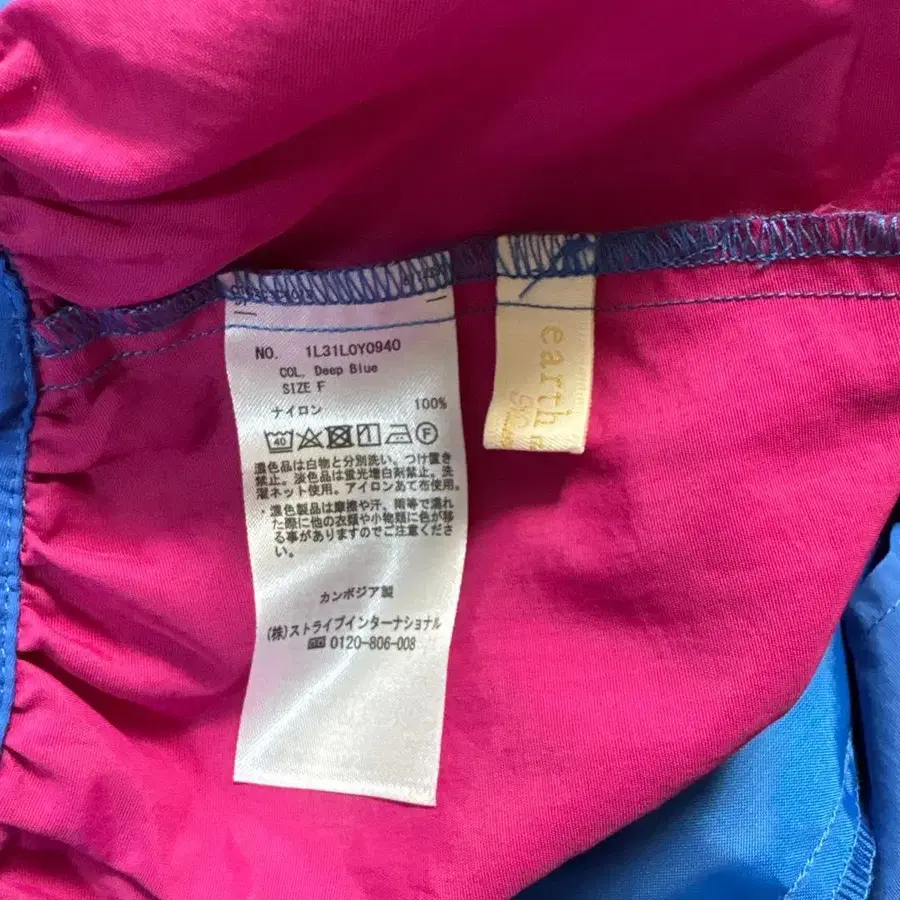 NO. 1L31L0Y0940
COL. Deep Blue
SIZE F
ナイロン 100%
40 F
濃色品は白物と分別洗い、つけ置き
禁止。淡色品は蛍光増白剤禁止。洗
濯ネット使用。アイロンあて布使用。
・濃色製品は摩擦や汗、雨等で濡れ
た際に他の衣類や小物類に色が移
る事がありますのでご注意くださ
い。
カンボジア製
(株)ストライプインターナショナル
0120-806-008
earth